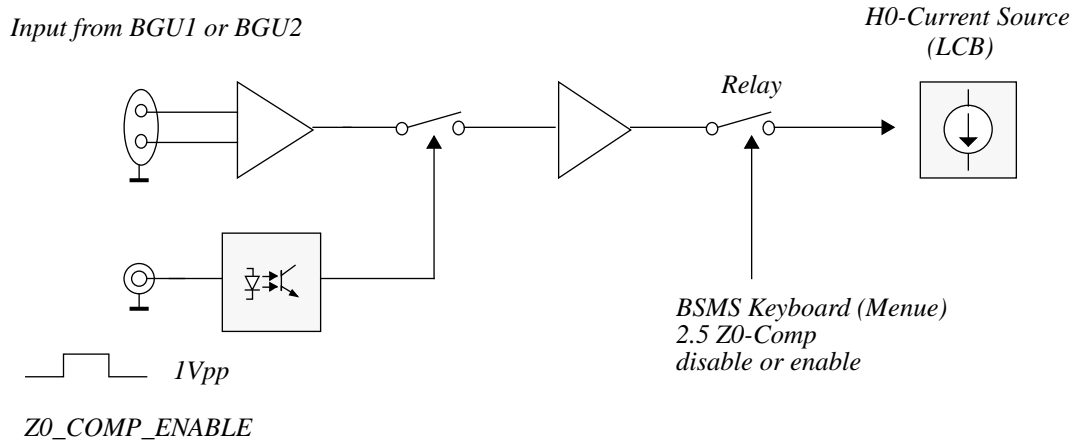 Input from BGU1 or BGU2
H0-Current Source
(LCB)
Relay
BSMS Keyboard (Menue)
2.5 Z0-Comp
disable or enable
1Vpp
Z0_COMP_ENABLE